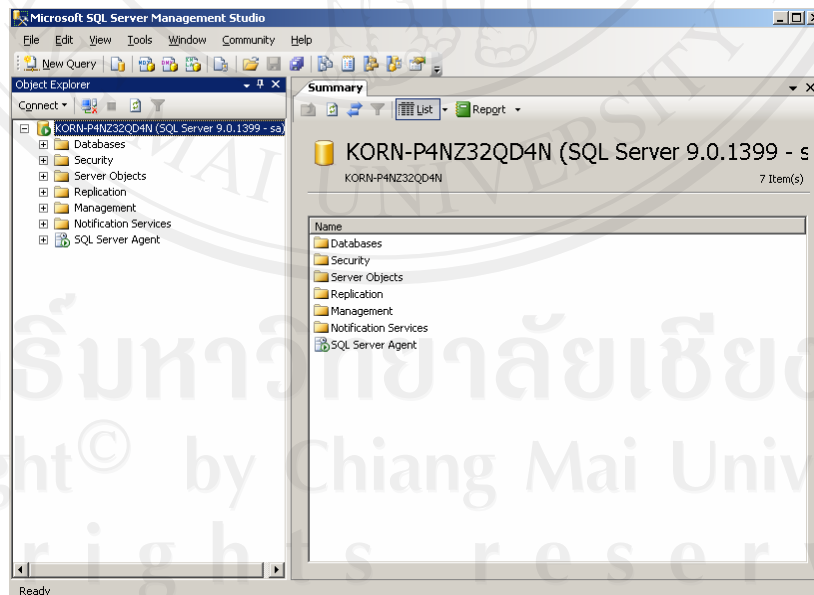 Microsoft SQL Server Management Studio
File Edit View Tools Window Community Help
New Query
Object Explorer
Connect
KORN-P4NZ32QD4N (SQL Server 9.0.1399 - sa)
Databases
Security
Server Objects
Replication
Management
Notification Services
SQL Server Agent
Summary
List Report
KORN-P4NZ32QD4N (SQL Server 9.0.1399 - s
KORN-P4NZ32QD4N 7 Item(s)
Name
Databases
Security
Server Objects
Replication
Management
Notification Services
SQL Server Agent
Ready
MAI UNIVERSITY
ธิ์มหาวิทยาลัยเชียง
ght© by Chiang Mai Univ
rights reser